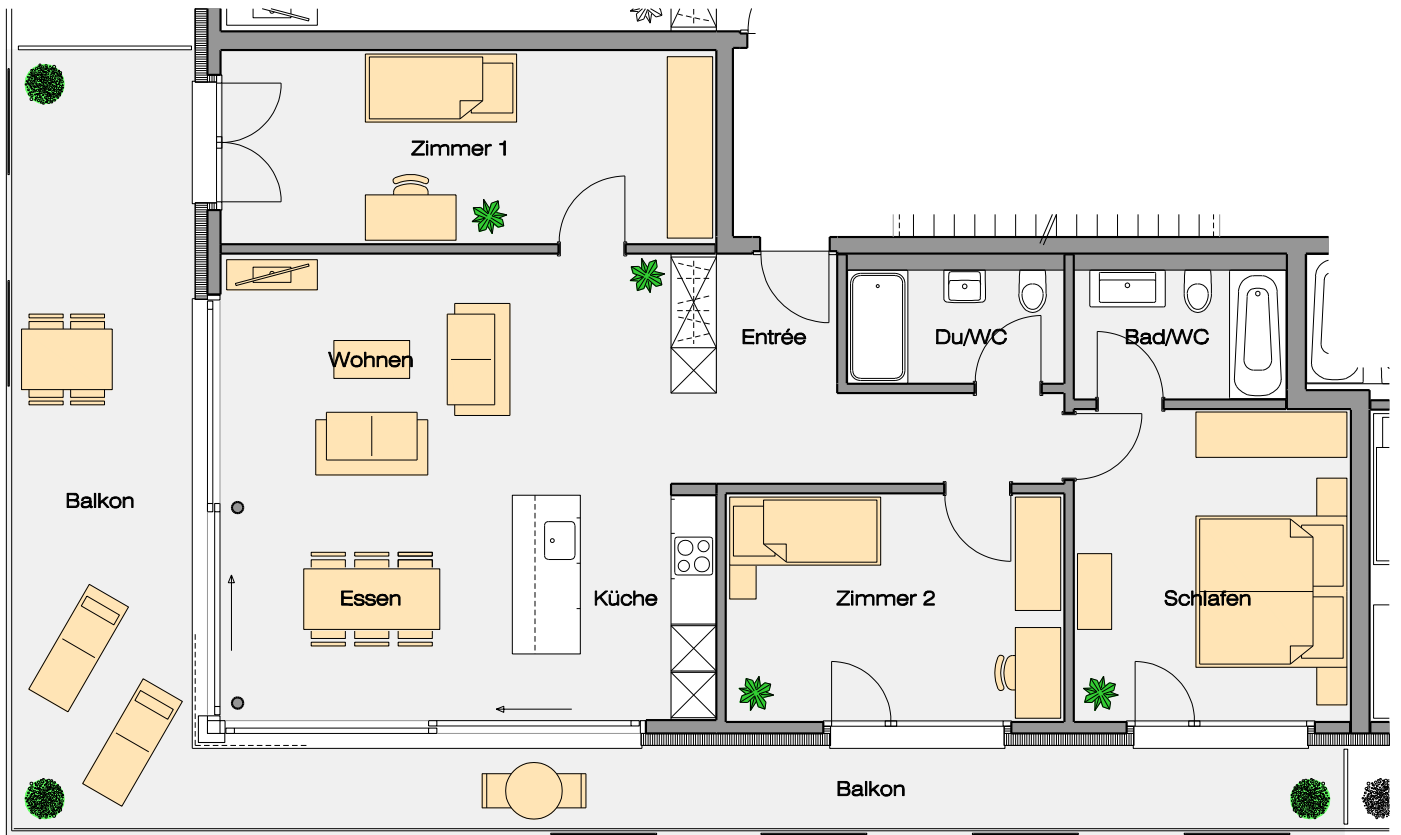 Zimmer 1
Entrée
Du/WC
Bad/WC
Wohnen
Balkon
Essen
Küche
Zimmer 2
Schlafen
Balkon